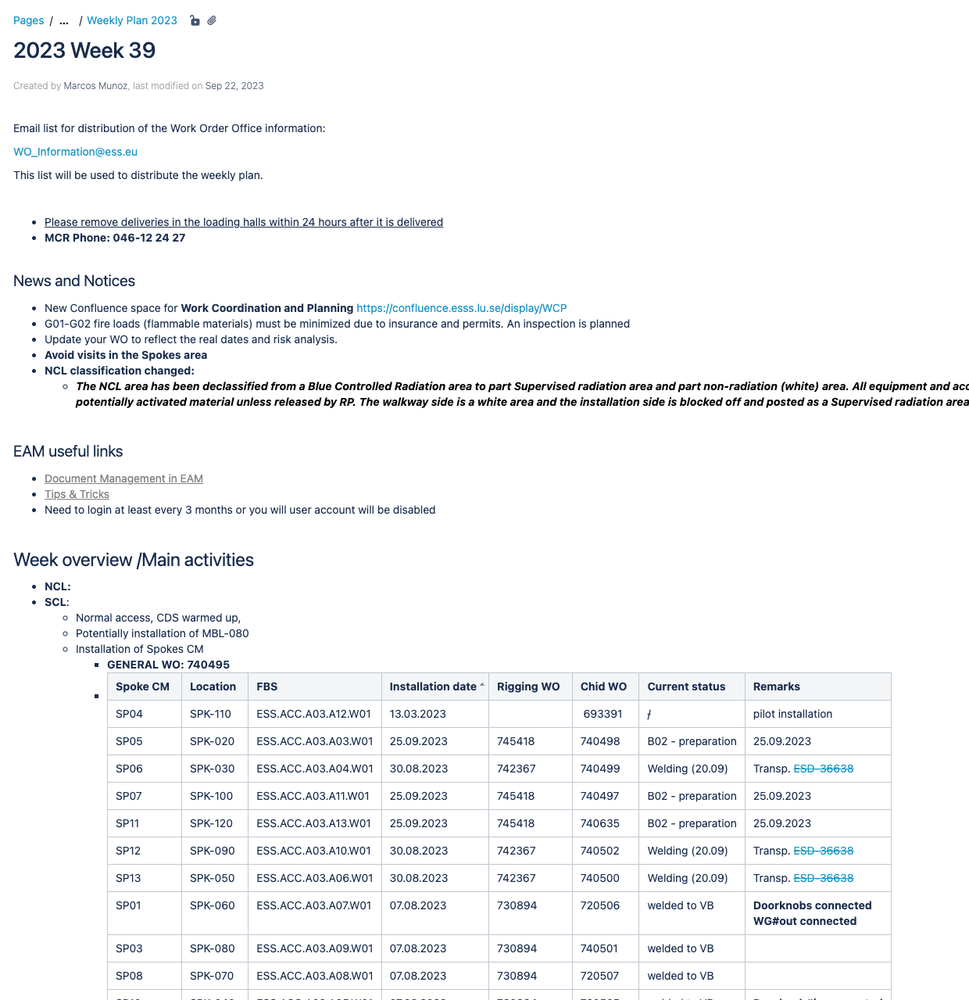 Pages / ... / Weekly Plan 2023
2023 Week 39
Created by Marcos Munoz, last modified on Sep 22, 2023
Email list for distribution of the Work Order Office information:
WO_Information@ess.eu
This list will be used to distribute the weekly plan.
Please remove deliveries in the loading halls within 24 hours after it is delivered
MCR Phone: 046-12 24 27
News and Notices
New Confluence space for Work Coordination and Planning https://confluence.esss.lu.se/display/WCP
G01-G02 fire loads (flammable materials) must be minimized due to insurance and permits. An inspection is planned
Update your WO to reflect the real dates and risk analysis.
Avoid visits in the Spokes area
NCL classification changed:
The NCL area has been declassified from a Blue Controlled Radiation area to part Supervised radiation area and part non-radiation (white) area. All equipment and
potentially activated material unless released by RP. The walkway side is a white area and the installation side is blocked off and posted as a Supervised radiation area
EAM useful links
Document Management in EAM
Tips & Tricks
Need to login at least every 3 months or you will user account will be disabled
Week overview /Main activities
NCL:
SCL:
Normal access, CDS warmed up,
Potentially installation of MBL-080
Installation of Spokes CM
GENERAL WO: 740495
Spoke CM Location FBS Installation date Rigging WO Chid WO Current status Remarks
SP04 SPK-110 ESS.ACC.A03.A12.W01 13.03.2023 693391 / pilot installation
SP05 SPK-020 ESS.ACC.A03.A03.W01 25.09.2023 745418 740498 B02 - preparation 25.09.2023
SP06 SPK-030 ESS.ACC.A03.A04.W01 30.08.2023 742367 740499 Welding (20.09) Transp. ESD-36638
SP07 SPK-100 ESS.ACC.A03.A11.W01 25.09.2023 745418 740497 B02 - preparation 25.09.2023
SP11 SPK-120 ESS.ACC.A03.A13.W01 25.09.2023 745418 740635 B02 - preparation 25.09.2023
SP12 SPK-090 ESS.ACC.A03.A10.W01 30.08.2023 742367 740502 Welding (20.09) Transp. ESD-36638
SP13 SPK-050 ESS.ACC.A03.A06.W01 30.08.2023 742367 740500 Welding (20.09) Transp. ESD-36638
SP01 SPK-060 ESS.ACC.A03.A07.W01 07.08.2023 730894 720506 welded to VB Doorknobs connected
WG#out connected
SP03 SPK-080 ESS.ACC.A03.A09.W01 07.08.2023 730894 740501 welded to VB
SP08 SPK-070 ESS.ACC.A03.A08.W01 07.08.2023 730894 720507 welded to VB